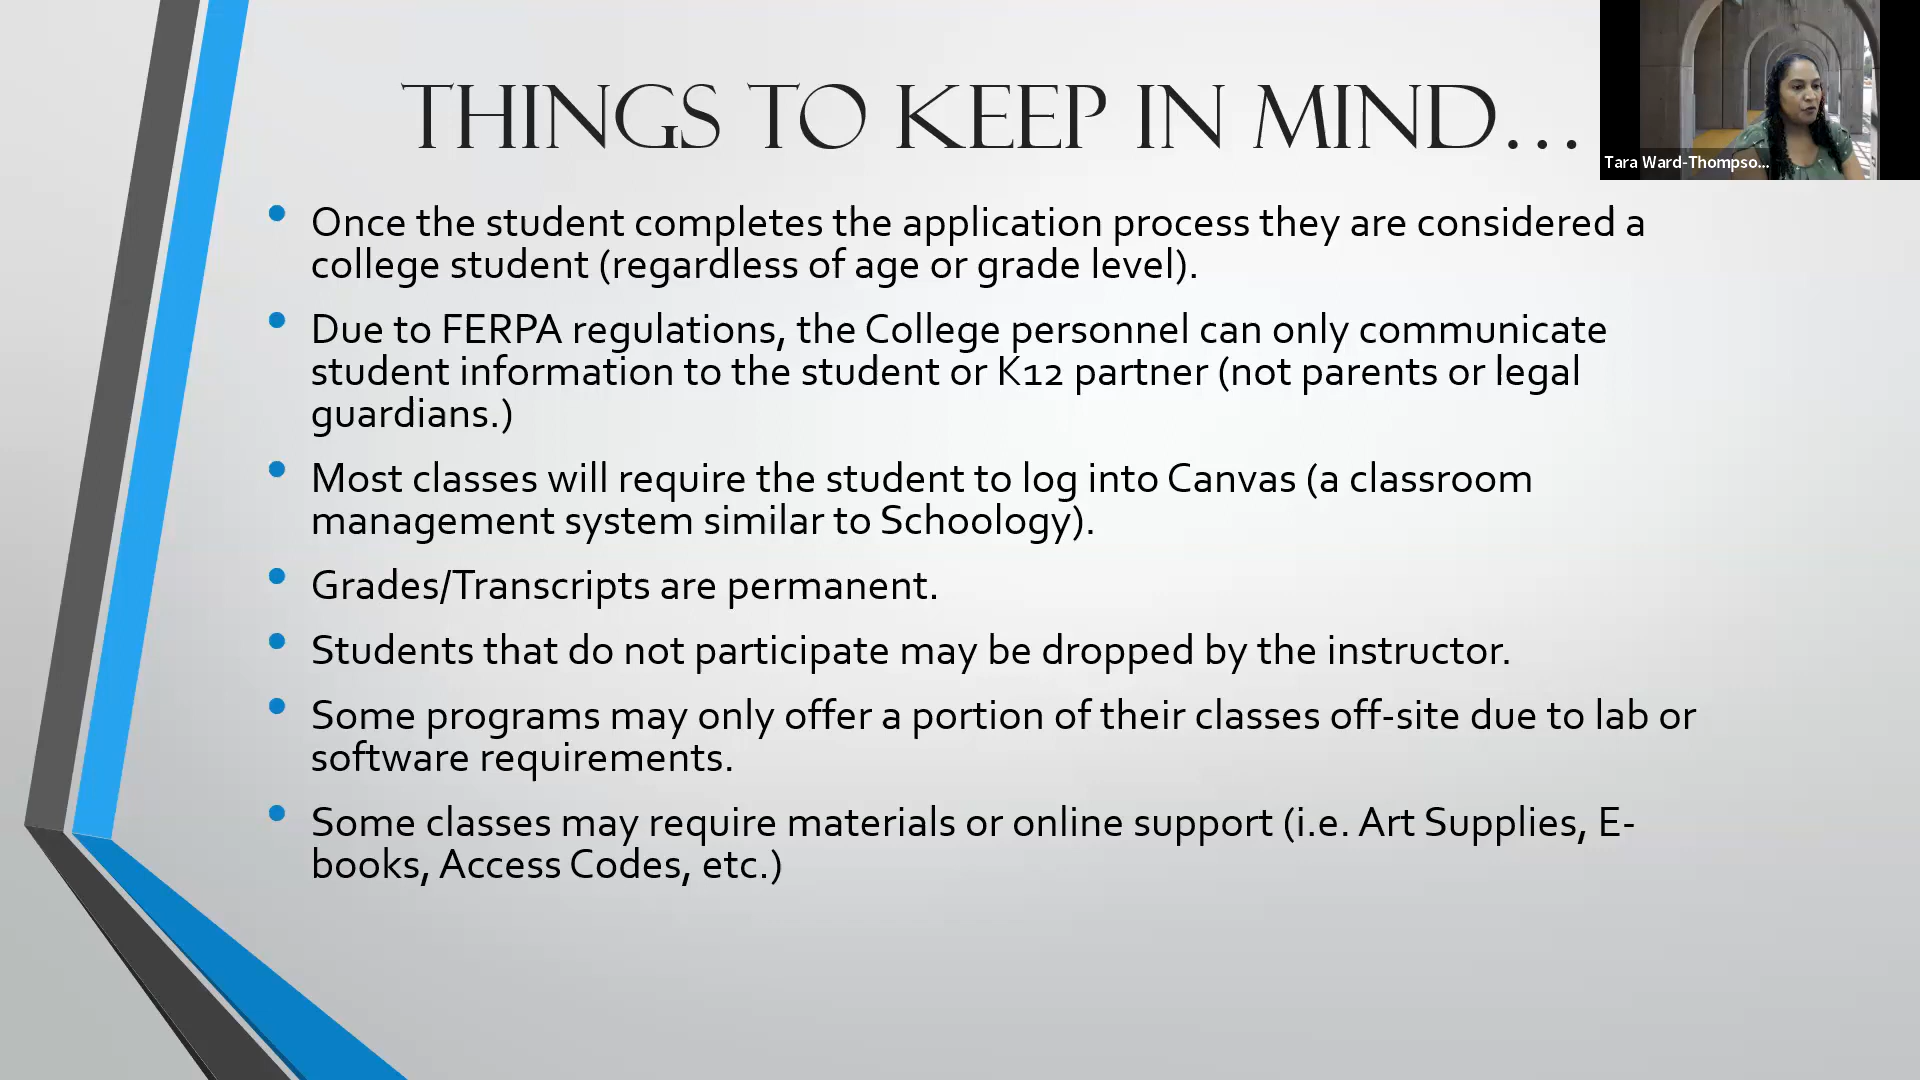 THINGS TO KEEP IN MIND...
Tara Ward-Thompso...
• Once the student completes the application process they are considered a
college student (regardless of age or grade level).
• Due to FERPA regulations, the College personnel can only communicate
student information to the student or K12 partner (not parents or legal
guardians.)
• Most classes will require the student to log into Canvas (a classroom
management system similar to Schoology).
• Grades/Transcripts are permanent.
• Students that do not participate may be dropped by the instructor.
• Some programs may only offer a portion of their classes off-site due to lab or
software requirements.
• Some classes may require materials or online support (i.e. Art Supplies, E-
books, Access Codes, etc.)